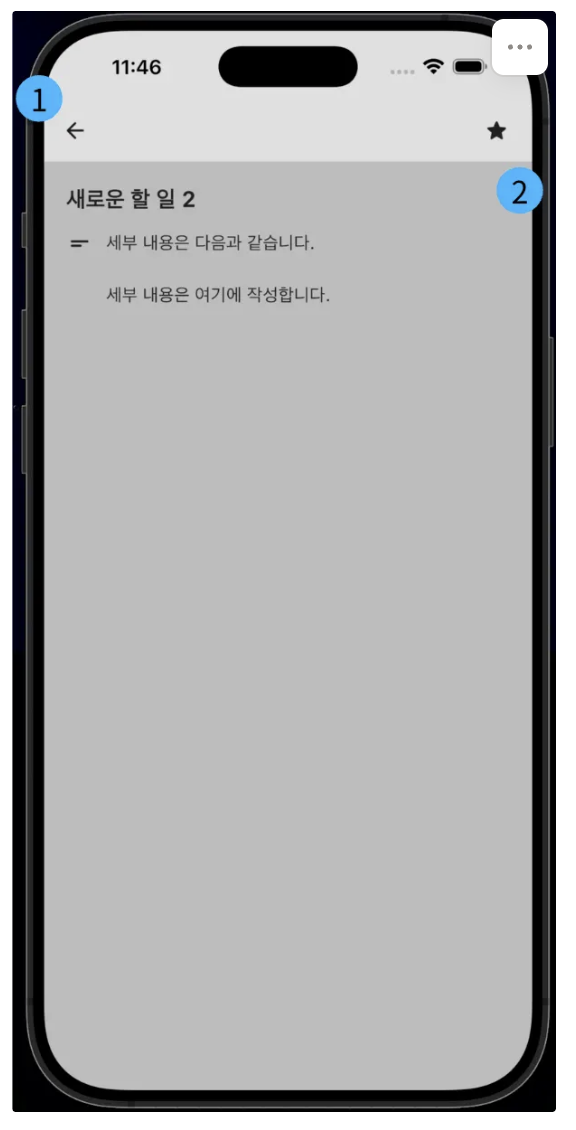 11:46
1
2
새로운 할 일 2
세부 내용은 다음과 같습니다.
세부 내용은 여기에 작성합니다.